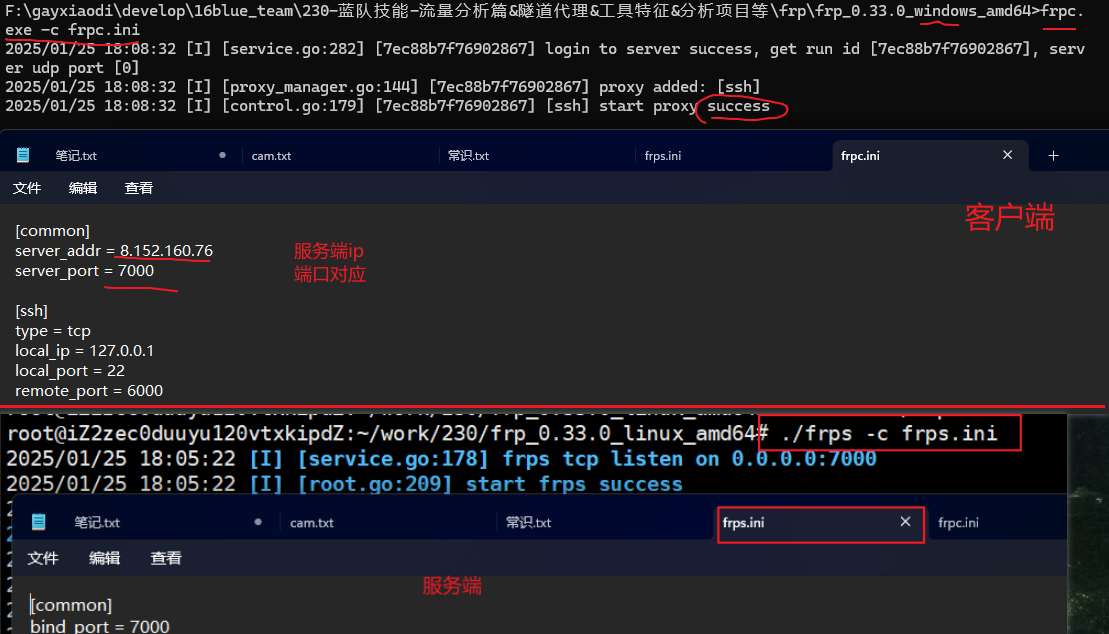 F:\gayxiaodi\develop\16blue_team\230-蓝队技能-流量分析篇&隧道代理&工具特征&分析项目等\frp\frp_0.33.0_windows_amd64>frpc.
exe -c frpc.ini
2025/01/25 18:08:32 [I] [service.go:282] [7ec88b7f76902867] login to server success, get run id [7ec88b7f76902867], serv
er udp port [0]
2025/01/25 18:08:32 [I] [proxy_manager.go:144] [7ec88b7f76902867] proxy added: [ssh]
2025/01/25 18:08:32 [I] [control.go:179] [7ec88b7f76902867] [ssh] start proxy success
笔记.txt cam.txt 常识.txt frps.ini frpc.ini
文件 编辑 查看
客户端
[common]
server_addr = 8.152.160.76
服务端ip
server_port = 7000
端口对应
[ssh]
type = tcp
local_ip = 127.0.0.1
local_port = 22
remote_port = 6000
root@iZ2zec0duuyu120vtxkipdZ:~/work/230/frp_0.33.0_linux_amd64# ./frps -c frps.ini
2025/01/25 18:05:22 [I] [service.go:178] frps tcp listen on 0.0.0.0:7000
2025/01/25 18:05:22 [I] [root.go:209] start frps success
笔记.txt cam.txt 常识.txt frps.ini frpc.ini
文件 编辑 查看
服务端
[common]
bind_port = 7000